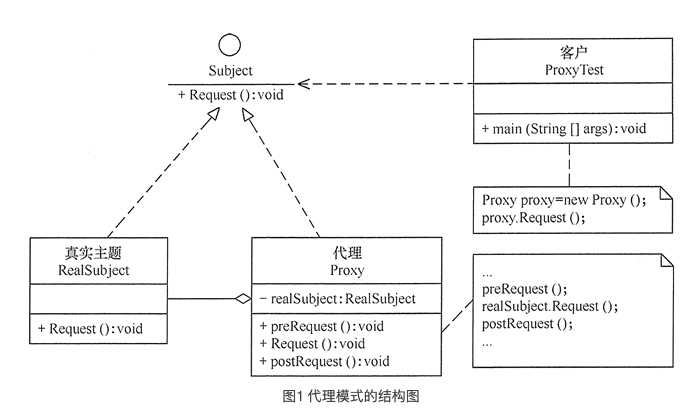 Subject
+ Request ():void
客户
ProxyTest
+ main (String [] args):void
Proxy proxy=new Proxy ();
proxy.Request ();
真实主题
RealSubject
+ Request ():void
代理
Proxy
− realSubject:RealSubject
+ preRequest ():void
+ Request ():void
+ postRequest ():void
...
preRequest ();
realSubject.Request ();
postRequest ();
...
图1 代理模式的结构图